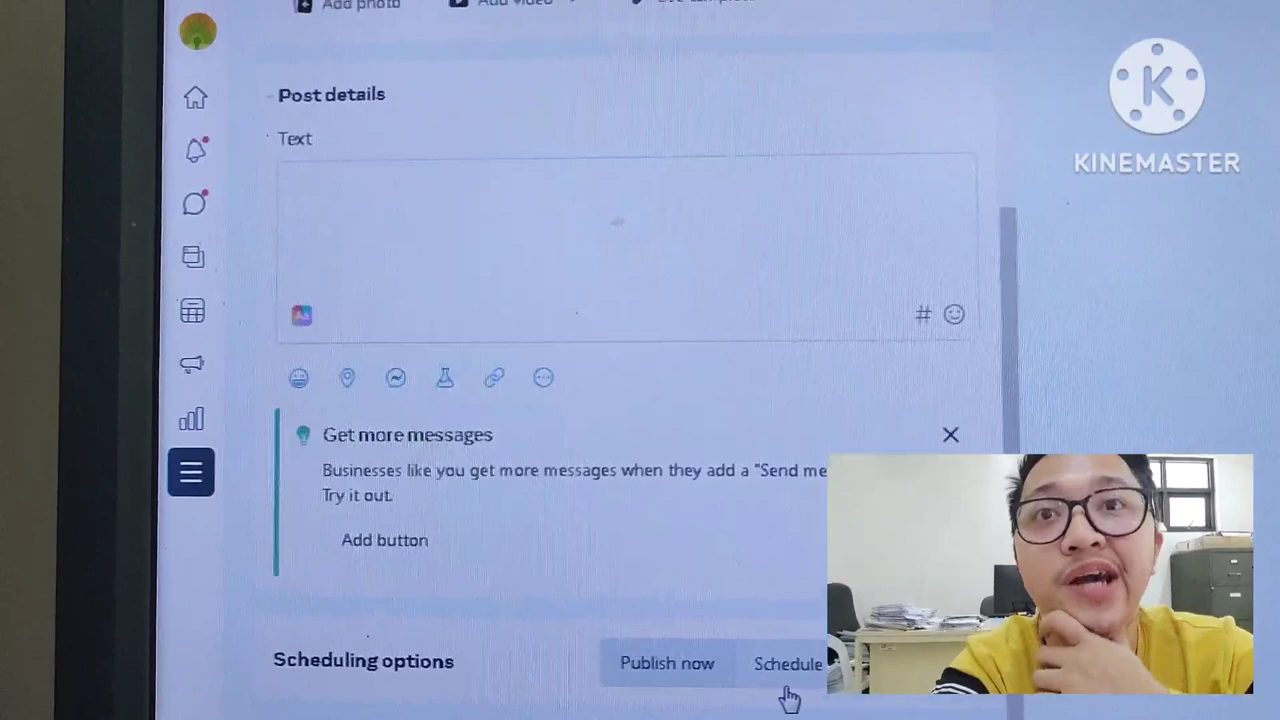 Add photo
Add video
Post details
K
KINEMASTER
Text
Aa
#
Get more messages
Businesses like you get more messages when they add a "Send me
Try it out.
Add button
Scheduling options
Publish now
Schedule